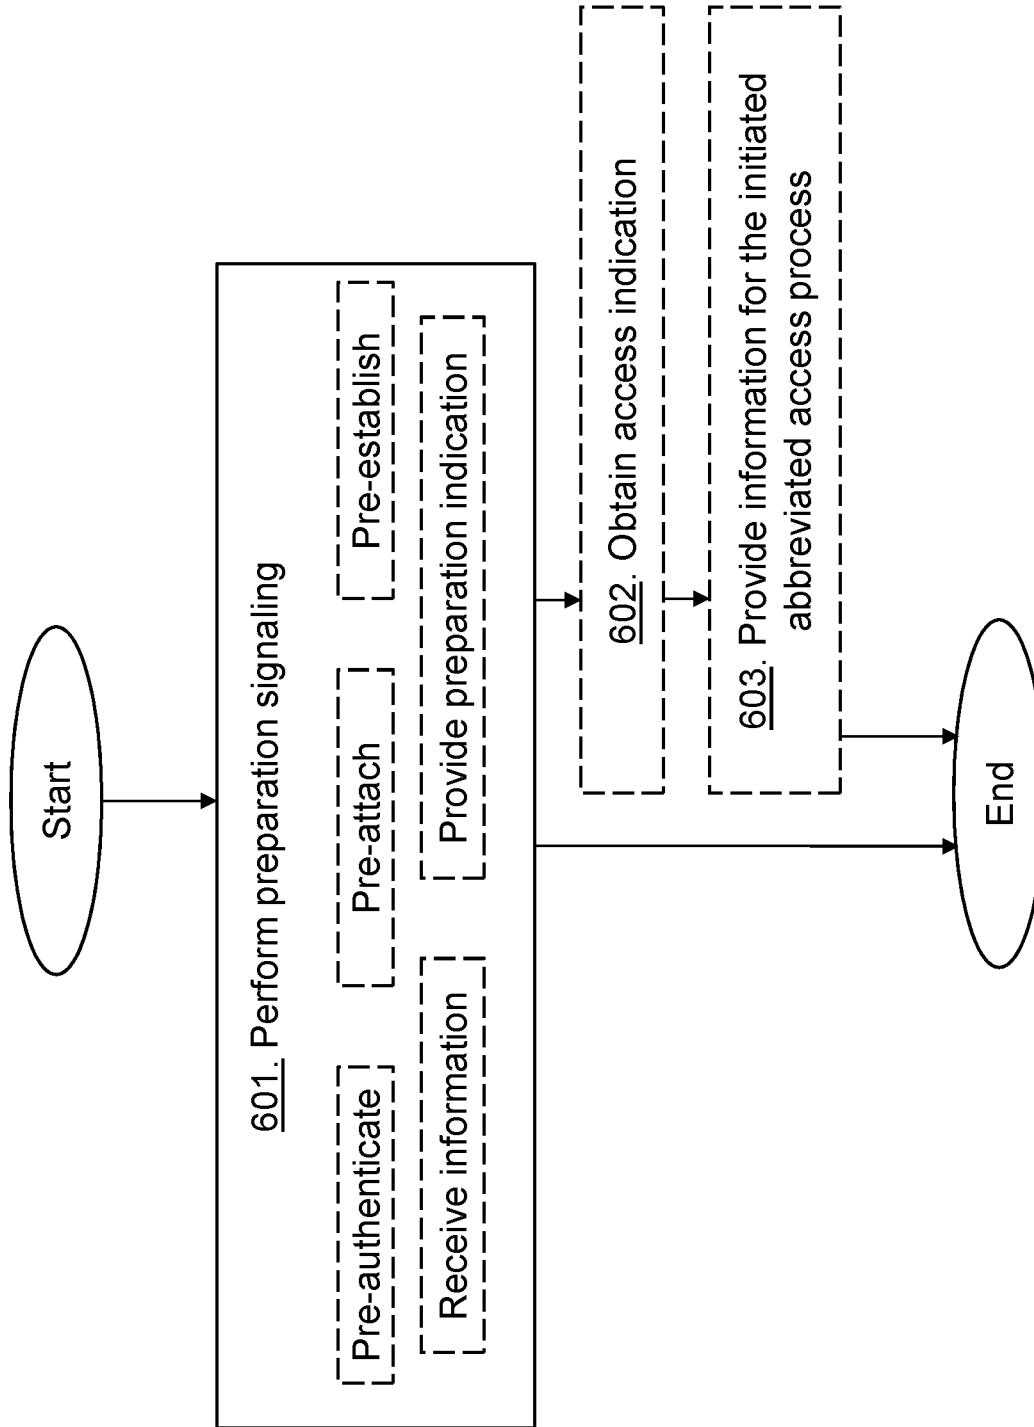 Start
601. Perform preparation signaling
Pre-authenticate
Pre-attach
Pre-establish
Receive information
Provide preparation indication
602. Obtain access indication
603. Provide information for the initiated
abbreviated access process
End